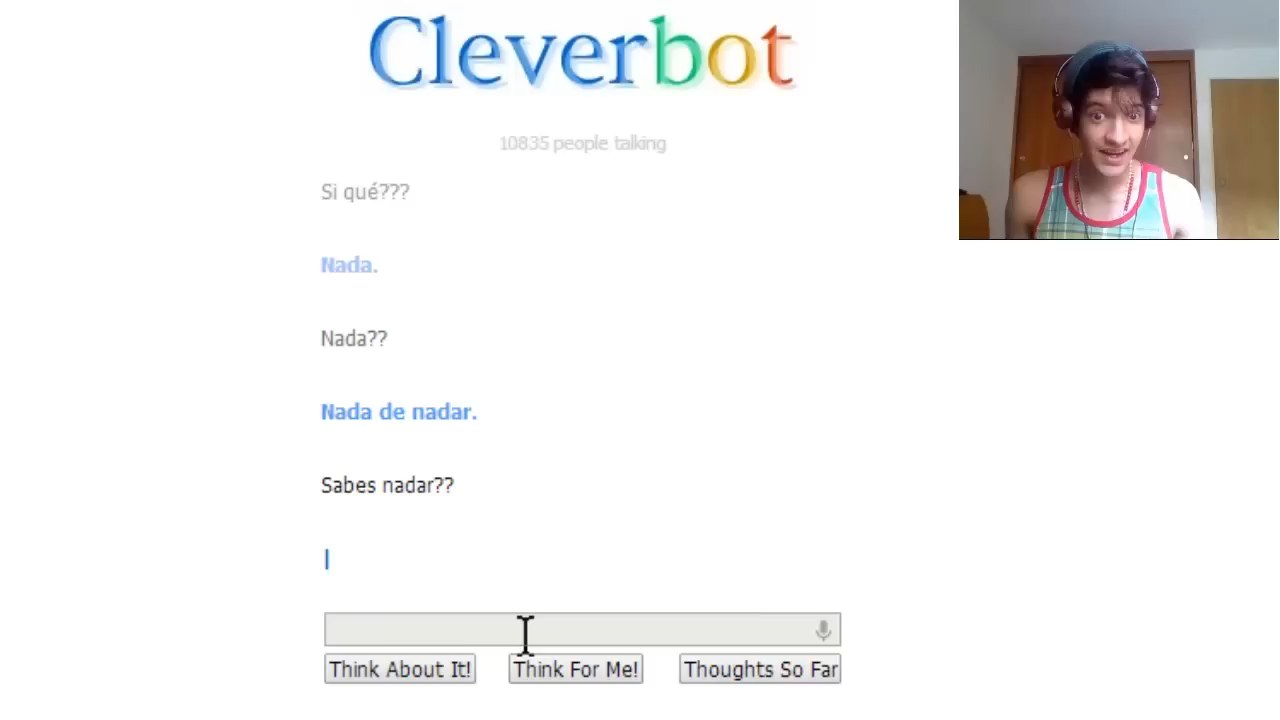 Cleverbot
10835 people talking
Si qué???
Nada.
Nada??
Nada de nadar.
Sabes nadar??
Think About It!
Think For Me!
Thoughts So Far